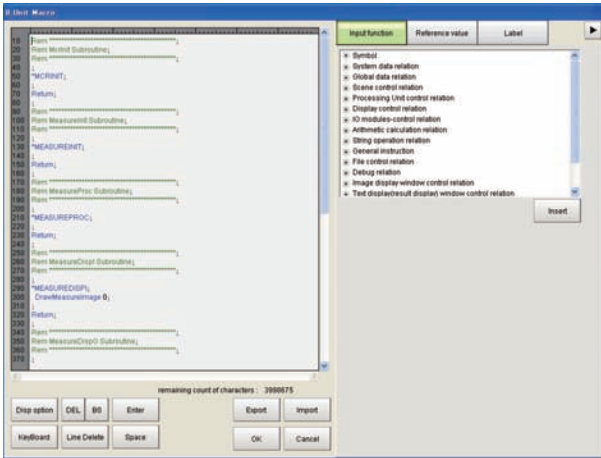 0.Unit Macro
Input function Reference value Label
10 Rem ***********************************;
20 Rem McrInit Subroutine;
30 Rem ***********************************;
40 ;
50 *MCRINIT;
60 ;
70 Return;
80 ;
90 Rem ***********************************;
100 Rem MeasureInit Subroutine;
110 Rem ***********************************;
120 ;
130 *MEASUREINIT;
140 ;
150 Return;
160 ;
170 Rem ***********************************;
180 Rem MeasureProc Subroutine;
190 Rem ***********************************;
200 ;
210 *MEASUREPROC;
220 ;
230 Return;
240 ;
250 Rem ***********************************;
260 Rem MeasureDispI Subroutine;
270 Rem ***********************************;
280 ;
290 *MEASUREDISPI;
300 DrawMeasureImage 0;
310 ;
320 Return;
330 ;
340 Rem ***********************************;
350 Rem MeasureDispG Subroutine;
360 Rem ***********************************;
370 ;
Symbol
System data relation
Global data relation
Scene control relation
Processing Unit control relation
Display control relation
IO modules-control relation
Arithmetic calculation relation
String operation relation
General instruction
File control relation
Debug relation
Image display window control relation
Text display(result display) window control relation
Insert
remaining count of characters : 3998675
Disp option DEL BS Enter Export Import
KeyBoard Line Delete Space OK Cancel